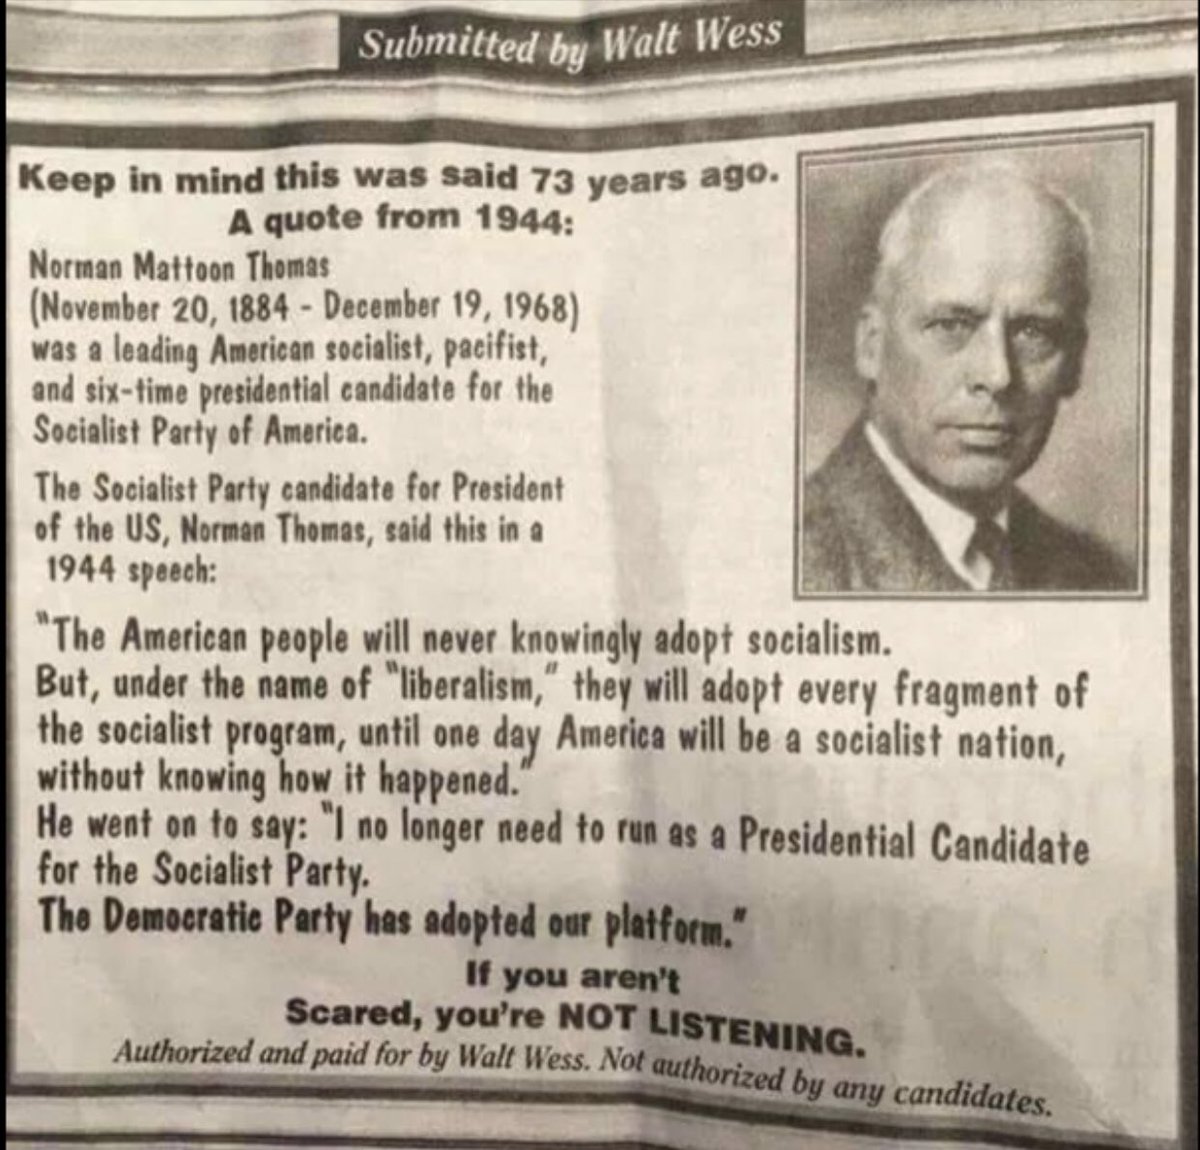 Submitted by Walt Wess
Keep in mind this was said 73 years ago.
A quote from 1944:
Norman Mattoon Thomas
(November 20, 1884 - December 19, 1968)
was a leading American socialist, pacifist,
and six-time presidential candidate for the
Socialist Party of America.
The Socialist Party candidate for President
of the US, Norman Thomas, said this in a
1944 speech:
"The American people will never knowingly adopt socialism.
But, under the name of "liberalism," they will adopt every fragment of
the socialist program, until one day America will be a socialist nation,
without knowing how it happened."
He went on to say: "I no longer need to run as a Presidential Candidate
for the Socialist Party.
The Democratic Party has adopted our platform."
If you aren't
Scared, you're NOT LISTENING.
Authorized and paid for by Walt Wess. Not authorized by any candidates.